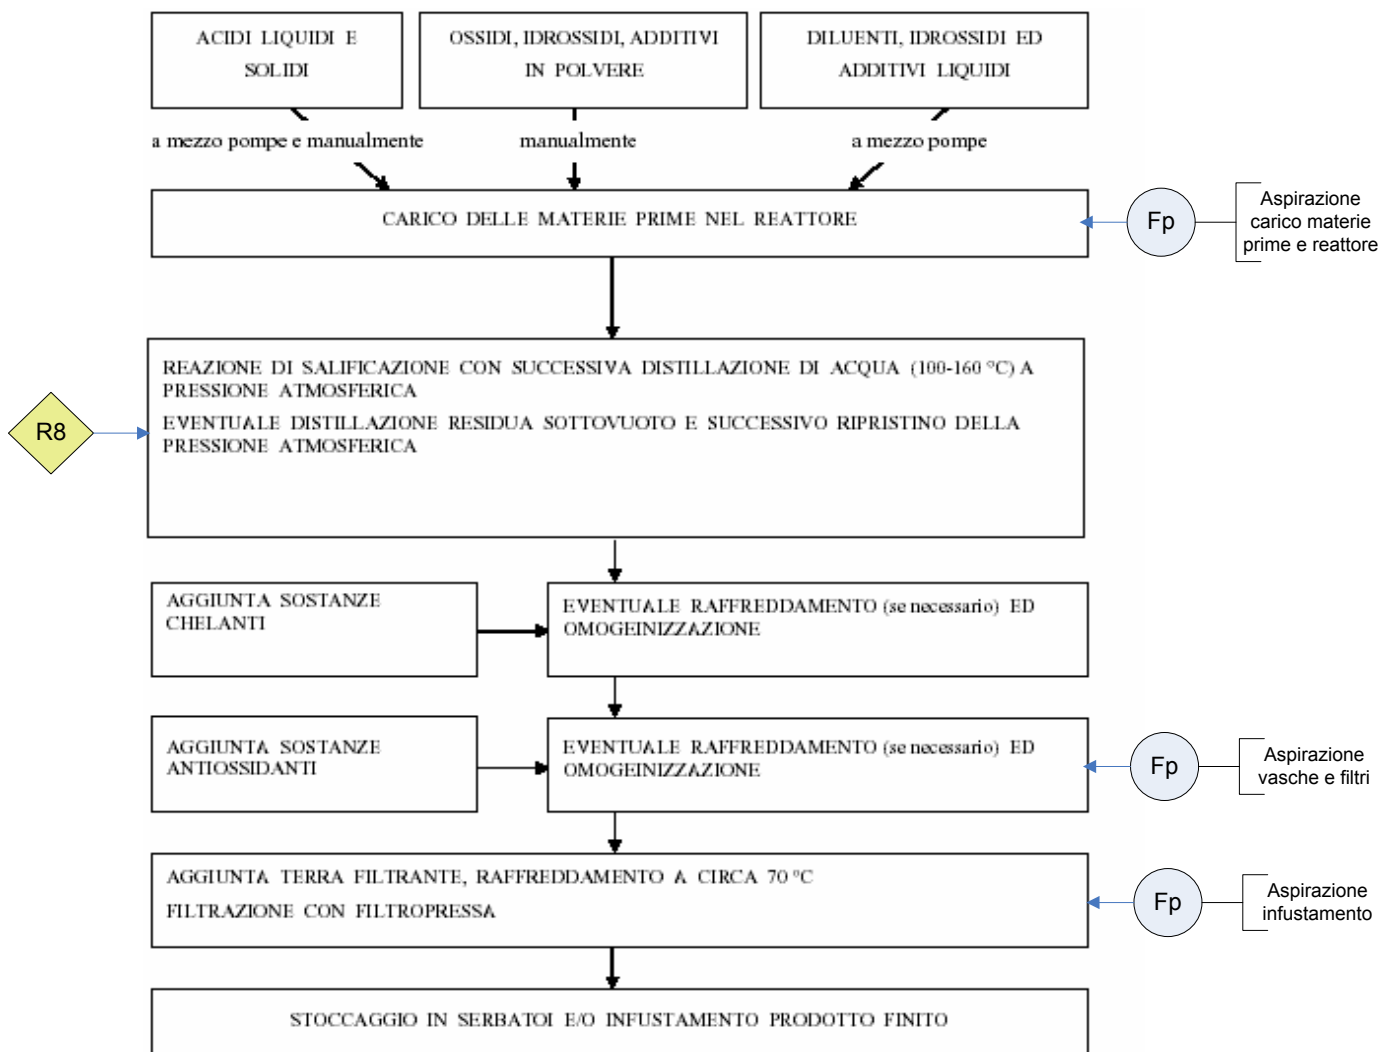 ACIDI LIQUIDI E
SOLIDI
OSSIDI, IDROSSIDI, ADDITIVI
IN POLVERE
DILUENTI, IDROSSIDI ED
ADDITIVI LIQUIDI
a mezzo pompe e manualmente
manualmente
a mezzo pompe
CARICO DELLE MATERIE PRIME NEL REATTORE
Fp
Aspirazione
carico materie
prime e reattore
R8
REAZIONE DI SALIFICAZIONE CON SUCCESSIVA DISTILLAZIONE DI ACQUA (100-160 °C) A
PRESSIONE ATMOSFERICA
EVENTUALE DISTILLAZIONE RESIDUA SOTTOVUOTO E SUCCESSIVO RIPRISTINO DELLA
PRESSIONE ATMOSFERICA
AGGIUNTA SOSTANZE
CHELANTI
EVENTUALE RAFFREDDAMENTO (se necessario) ED
OMOGEINIZZAZIONE
AGGIUNTA SOSTANZE
ANTIOSSIDANTI
EVENTUALE RAFFREDDAMENTO (se necessario) ED
OMOGEINIZZAZIONE
Fp
Aspirazione
vasche e filtri
AGGIUNTA TERRA FILTRANTE, RAFFREDDAMENTO A CIRCA 70 °C
FILTRAZIONE CON FILTROPRESSA
Fp
Aspirazione
infustamento
STOCCAGGIO IN SERBATOI E/O INFUSTAMENTO PRODOTTO FINITO